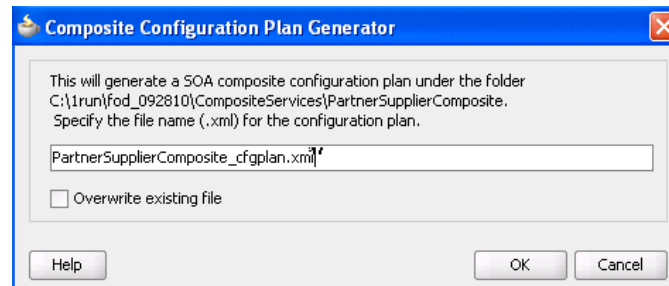 Composite Configuration Plan Generator
This will generate a SOA composite configuration plan under the folder
C:\1run\fod_092810\CompositeServices\PartnerSupplierComposite.
Specify the file name (.xml) for the configuration plan.
PartnerSupplierComposite_cfgplan.xml
Overwrite existing file
Help
OK
Cancel